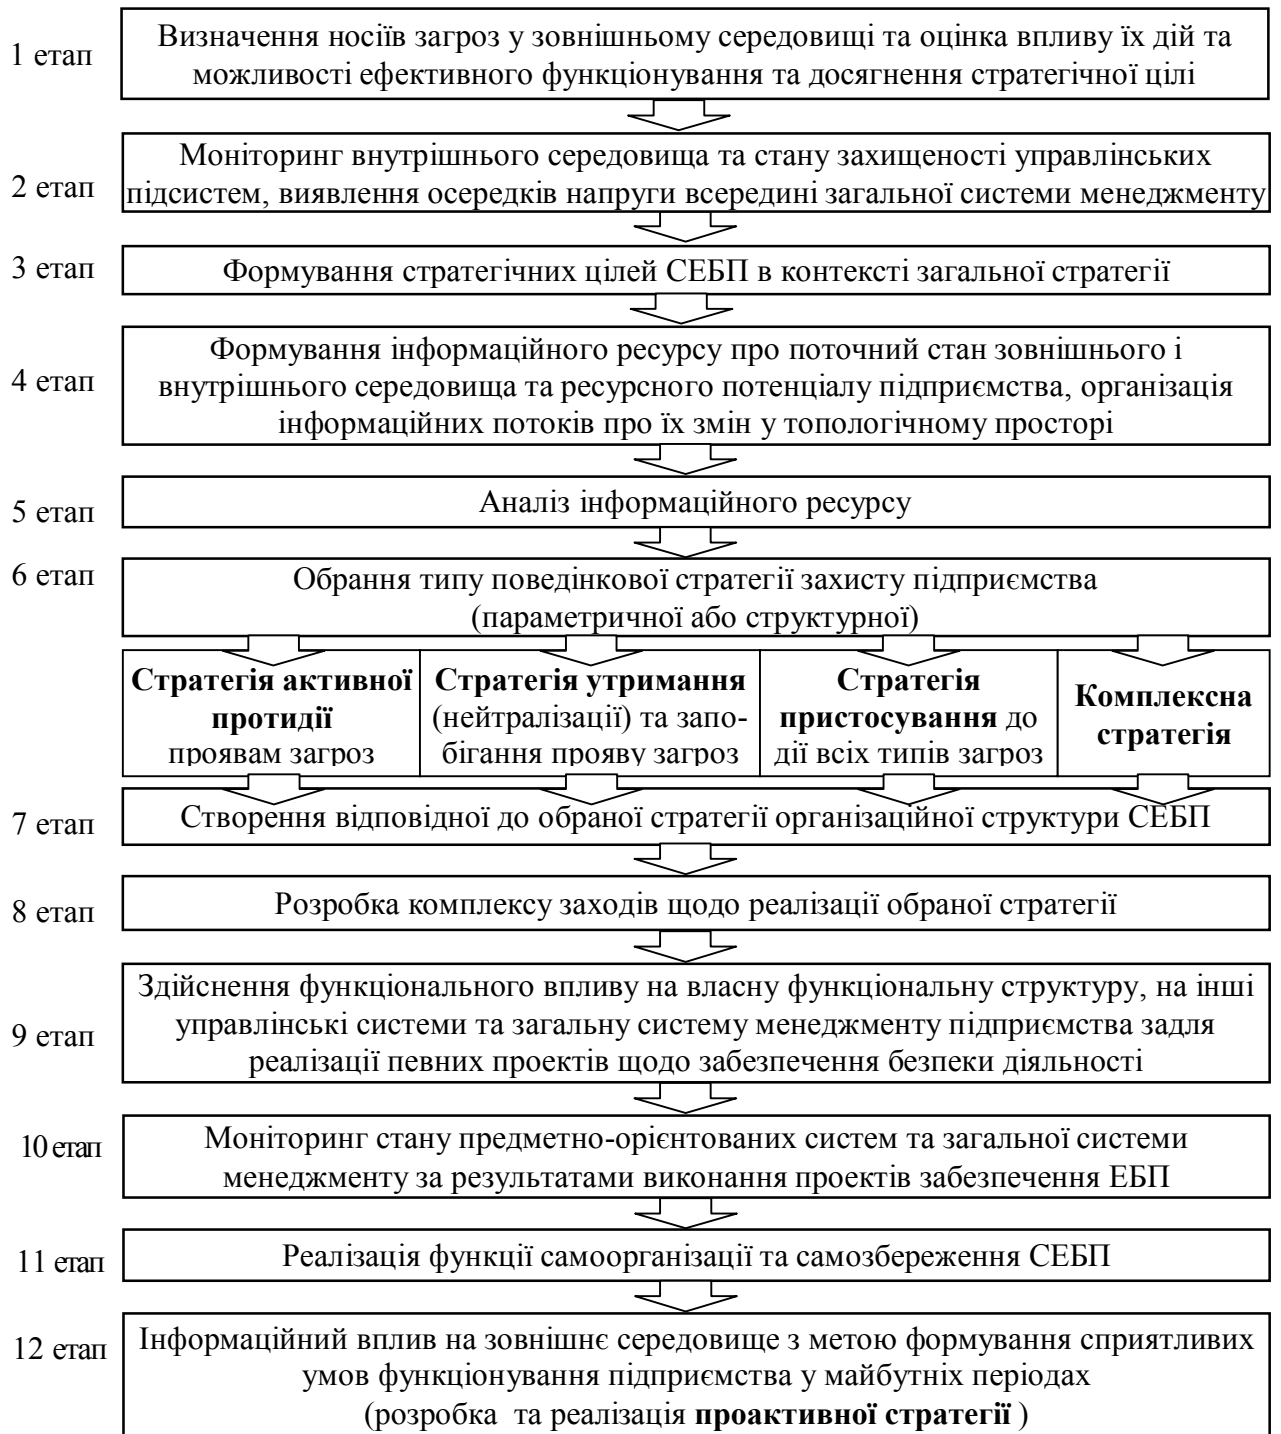 1 етап
Визначення носіїв загроз у зовнішньому середовищі та оцінка впливу їх дій та
можливості ефективного функціонування та досягнення стратегічної цілі
2 етап
Моніторинг внутрішнього середовища та стану захищеності управлінських
підсистем, виявлення осередків напруги всередині загальної системи менеджменту
3 етап
Формування стратегічних цілей СЕБП в контексті загальної стратегії
4 етап
Формування інформаційного ресурсу про поточний стан зовнішнього і
внутрішнього середовища та ресурсного потенціалу підприємства, організація
інформаційних потоків про їх змін у топологічному просторі
5 етап
Аналіз інформаційного ресурсу
6 етап
Обрання типу поведінкової стратегії захисту підприємства
(параметричної або структурної)
Стратегія активної
протидії
проявам загроз
Стратегія утримання
(нейтралізації) та запо-
бігання прояву загроз
Стратегія
пристосування до
дії всіх типів загроз
Комплексна
стратегія
7 етап
Створення відповідної до обраної стратегії організаційної структури СЕБП
8 етап
Розробка комплексу заходів щодо реалізації обраної стратегії
9 етап
Здійснення функціонального впливу на власну функціональну структуру, на інші
управлінські системи та загальну систему менеджменту підприємства задля
реалізації певних проектів щодо забезпечення безпеки діяльності
10 етап
Моніторинг стану предметно-орієнтованих систем та загальної системи
менеджменту за результатами виконання проектів забезпечення ЕБП
11 етап
Реалізація функції самоорганізації та самозбереження СЕБП
12 етап
Інформаційний вплив на зовнішнє середовище з метою формування сприятливих
умов функціонування підприємства у майбутніх періодах
(розробка та реалізація проактивної стратегії )